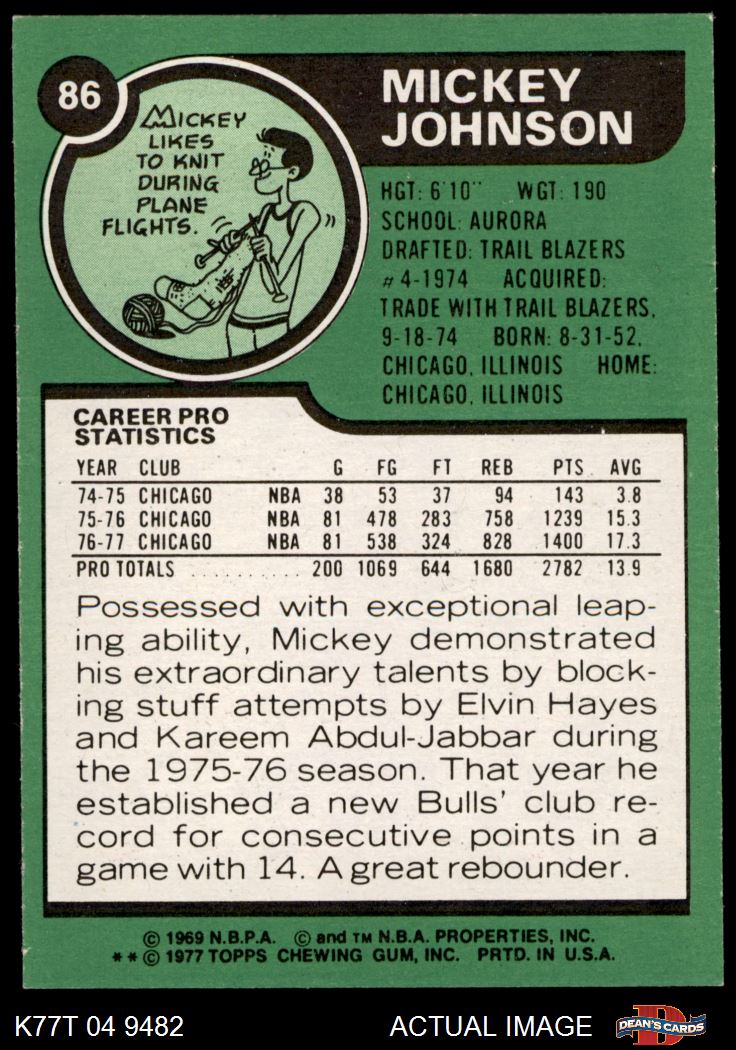 86
MICKEY
LIKES
TO KNIT
DURING
PLANE
FLIGHTS.
MICKEY
JOHNSON
HGT: 6'10" WGT: 190
SCHOOL: AURORA
DRAFTED: TRAIL BLAZERS
#4-1974 ACQUIRED:
TRADE WITH TRAIL BLAZERS,
9-18-74 BORN: 8-31-52,
CHICAGO, ILLINOIS HOME:
CHICAGO, ILLINOIS
CAREER PRO
STATISTICS
YEAR CLUB G FG FT REB PTS AVG
74-75 CHICAGO NBA 38 53 37 94 143 3.8
75-76 CHICAGO NBA 81 478 283 758 1239 15.3
76-77 CHICAGO NBA 81 538 324 828 1400 17.3
PRO TOTALS ........... 200 1069 644 1680 2782 13.9
Possessed with exceptional leap-
ing ability, Mickey demonstrated
his extraordinary talents by block-
ing stuff attempts by Elvin Hayes
and Kareem Abdul-Jabbar during
the 1975-76 season. That year he
established a new Bulls' club re-
cord for consecutive points in a
game with 14. A great rebounder.
© 1969 N.B.P.A. © and TM N.B.A. PROPERTIES, INC.
** © 1977 TOPPS CHEWING GUM, INC. PRTD. IN U.S.A.
K77T 04 9482 ACTUAL IMAGE D DEAN'S CARDS